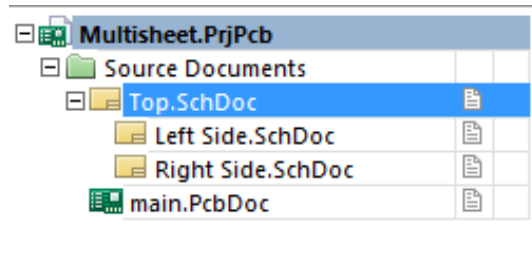 Multisheet.PrjPcb
Source Documents
Top.SchDoc
Left Side.SchDoc
Right Side.SchDoc
main.PcbDoc